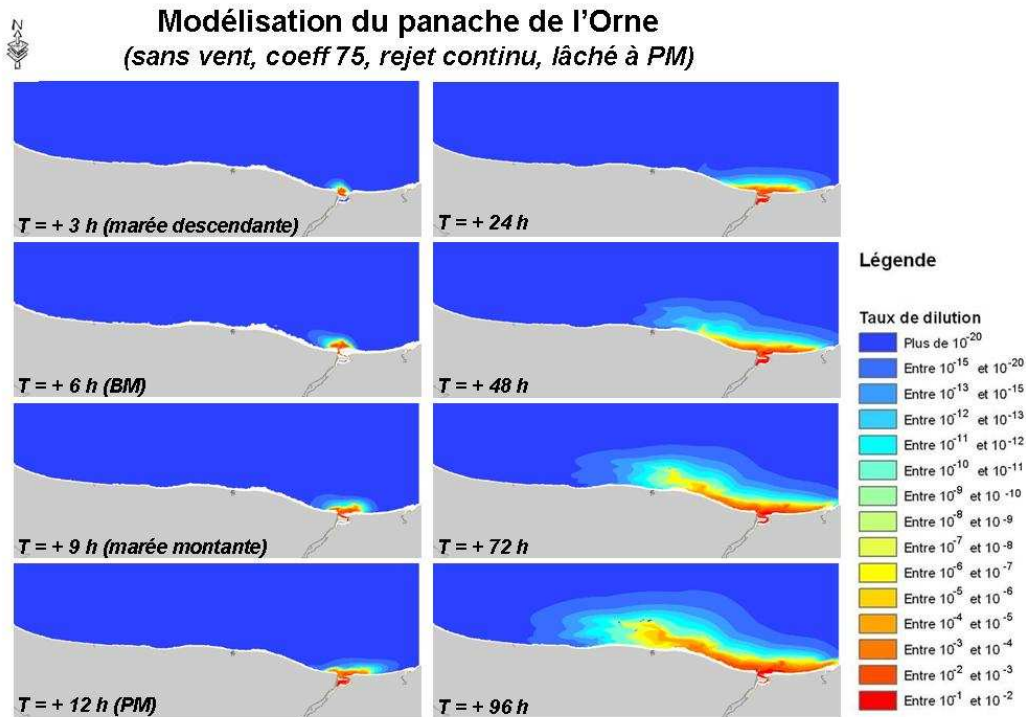 Modélisation du panache de l'Orne
(sans vent, coeff 75, rejet continu, lâché à PM)
N
T = + 3 h (marée descendante)
T = + 24 h
T = + 6 h (BM)
T = + 48 h
T = + 9 h (marée montante)
T = + 72 h
T = + 12 h (PM)
T = + 96 h
Légende
Taux de dilution
Plus de 10^-20
Entre 10^-15 et 10^-20
Entre 10^-13 et 10^-15
Entre 10^-12 et 10^-13
Entre 10^-11 et 10^-12
Entre 10^-10 et 10^-11
Entre 10^-9 et 10^-10
Entre 10^-8 et 10^-9
Entre 10^-7 et 10^-8
Entre 10^-6 et 10^-7
Entre 10^-5 et 10^-6
Entre 10^-4 et 10^-5
Entre 10^-3 et 10^-4
Entre 10^-2 et 10^-3
Entre 10^-1 et 10^-2